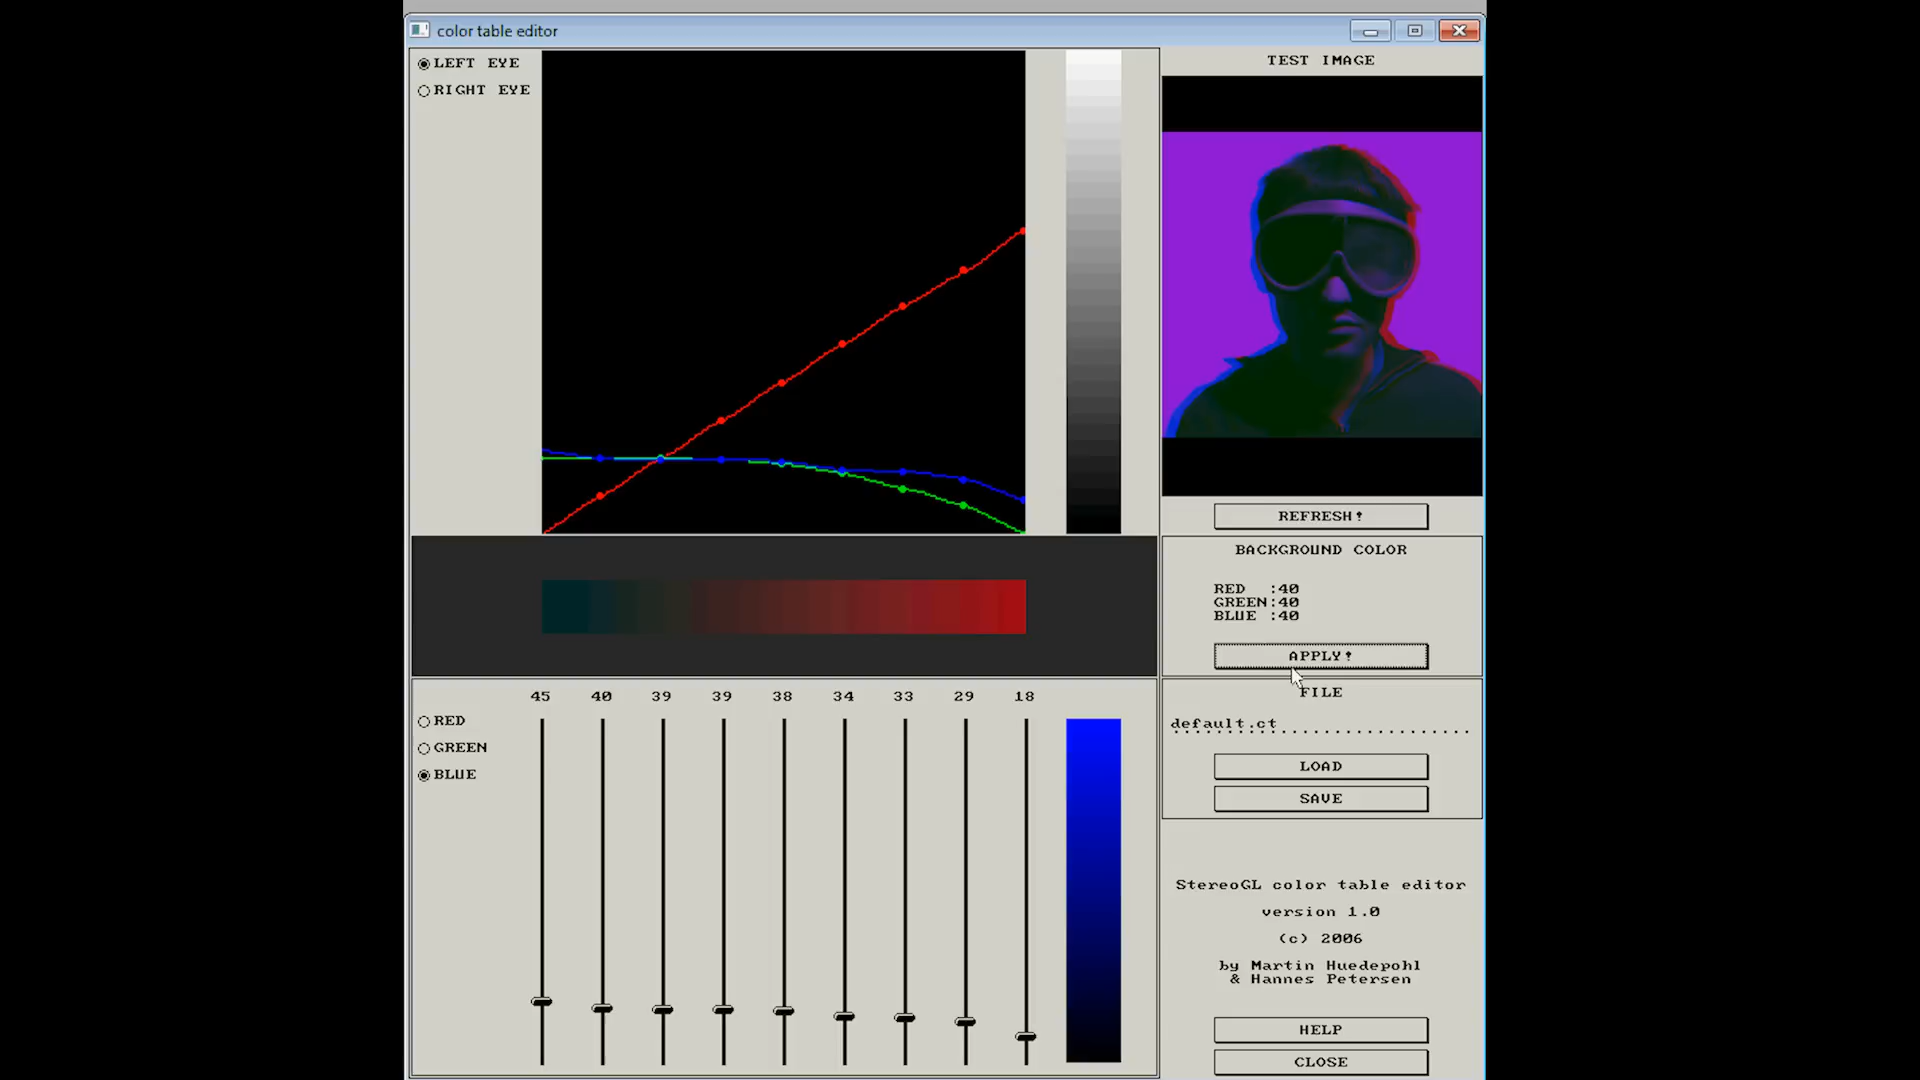 color table editor
LEFT EYE
RIGHT EYE
TEST IMAGE
REFRESH!
BACKGROUND COLOR
RED :40
GREEN:40
BLUE :40
APPLY!
45 40 39 39 38 34 33 29 18
RED
GREEN
BLUE
FILE
default.ct
LOAD
SAVE
StereoGL color table editor
version 1.0
(c) 2006
by Martin Huedepohl
& Hannes Petersen
HELP
CLOSE